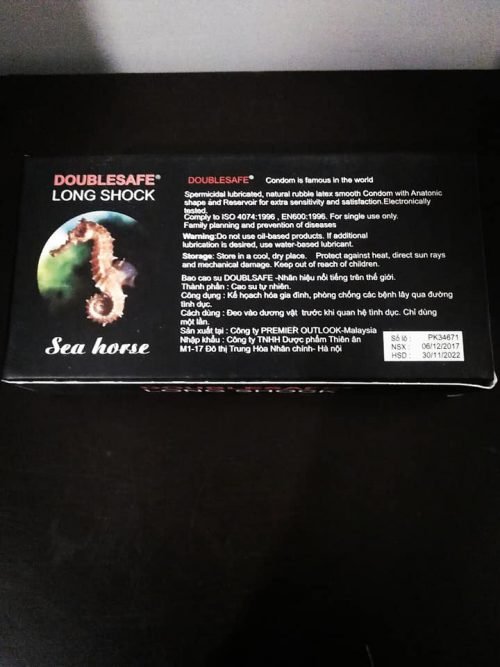 DOUBLESAFE®
LONG SHOCK
Sea horse
DOUBLESAFE® Condom is famous in the world
Spermicidal lubricated, natural rubble latex smooth Condom with Anatonic
shape and Reservoir for extra sensitivity and satisfaction.Electronically
tested.
Comply to ISO 4074:1996 , EN600:1996. For single use only.
Family planning and prevention of diseases
Warning:Do not use oil-based products. If additional
lubrication is desired, use water-based lubricant.
Storage: Store in a cool, dry place. Protect against heat, direct sun rays
and mechanical damage. Keep out of reach of children.
Bao cao su DOUBLSAFE -Nhãn hiệu nổi tiếng trên thế giới.
Thành phần : Cao su tự nhiên.
Công dụng : Kế hoạch hóa gia đình, phòng chống các bệnh lây qua đường
tình dục.
Cách dùng : Đeo vào dương vật trước khi quan hệ tình dục. Chỉ dùng
một lần.
Sản xuất tại : Công ty PREMIER OUTLOOK-Malaysia
Nhập khẩu : Công ty TNHH Dược phẩm Thiên ân
M1-17 Đô thị Trung Hòa Nhân chính- Hà nội
Số lô : PK34671
NSX : 06/12/2017
HSD : 30/11/2022
DOUBLESAFE
LONG SHOCK